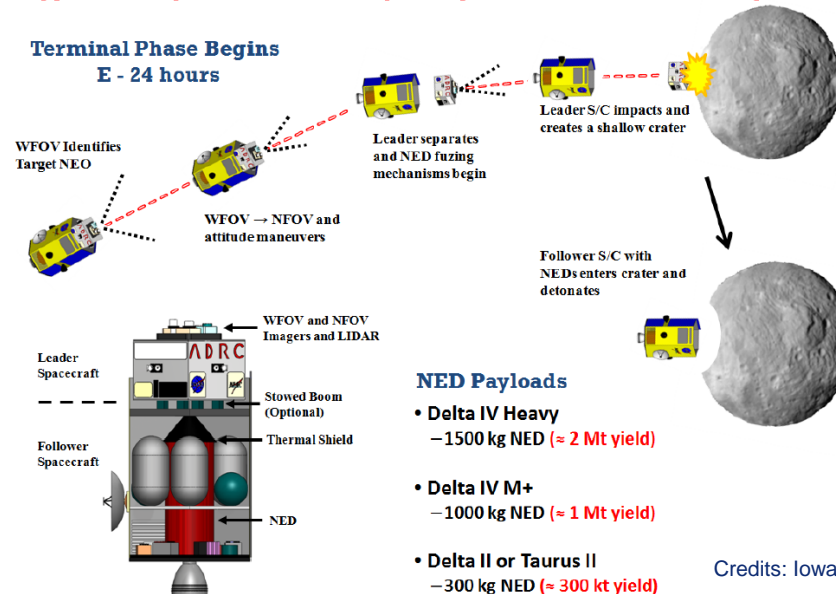 Terminal Phase Begins
E - 24 hours
WFOV Identifies
Target NEO
WFOV → NFOV and
attitude maneuvers
Leader separates
and NED fuzing
mechanisms begin
Leader S/C impacts and
creates a shallow crater
Follower S/C with
NEDs enters crater and
detonates
WFOV and NFOV
Imagers and LIDAR
ADRC
Leader
Spacecraft
Stowed Boom
(Optional)
Thermal Shield
Follower
Spacecraft
NED
NED Payloads
• Delta IV Heavy
–1500 kg NED (≈ 2 Mt yield)
• Delta IV M+
–1000 kg NED (≈ 1 Mt yield)
• Delta II or Taurus II
–300 kg NED (≈ 300 kt yield)
Credits: Iowa